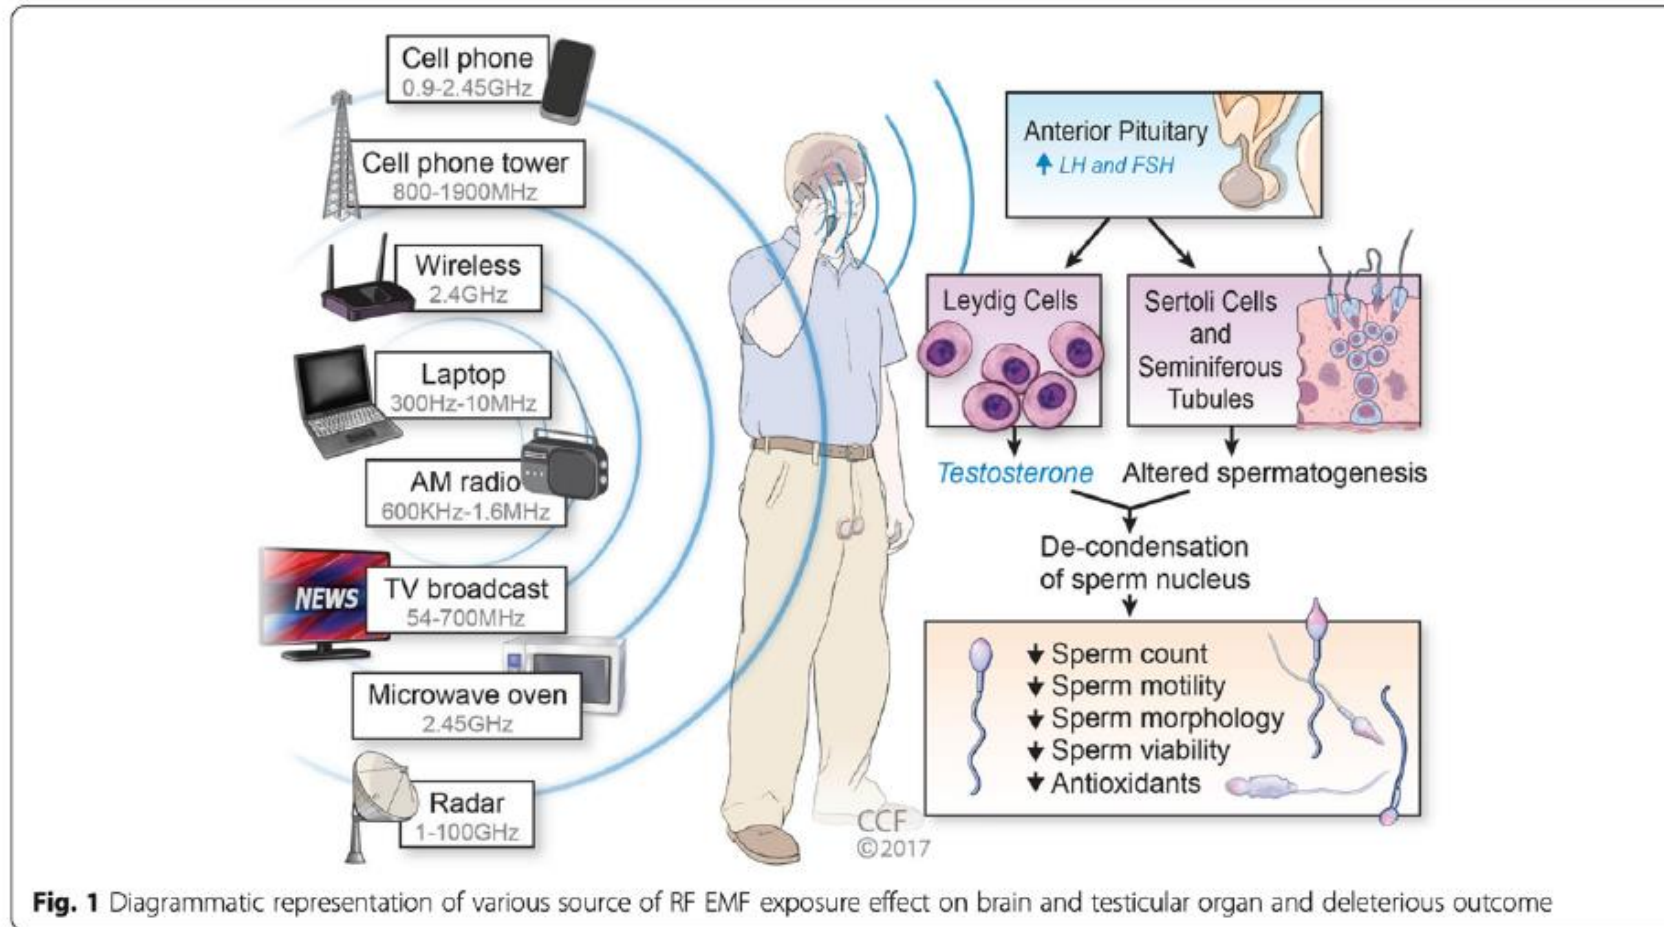 Cell phone
0.9-2.45GHz
Cell phone tower
800-1900MHz
Wireless
2.4GHz
Laptop
300Hz-10MHz
AM radio
600KHz-1.6MHz
NEWS
TV broadcast
54-700MHz
Microwave oven
2.45GHz
Radar
1-100GHz
CCF
©2017
Anterior Pituitary
LH and FSH
Leydig Cells
Sertoli Cells
and
Seminiferous
Tubules
Testosterone
Altered spermatogenesis
De-condensation
of sperm nucleus
Sperm count
Sperm motility
Sperm morphology
Sperm viability
Antioxidants
Fig. 1 Diagrammatic representation of various source of RF EMF exposure effect on brain and testicular organ and deleterious outcome